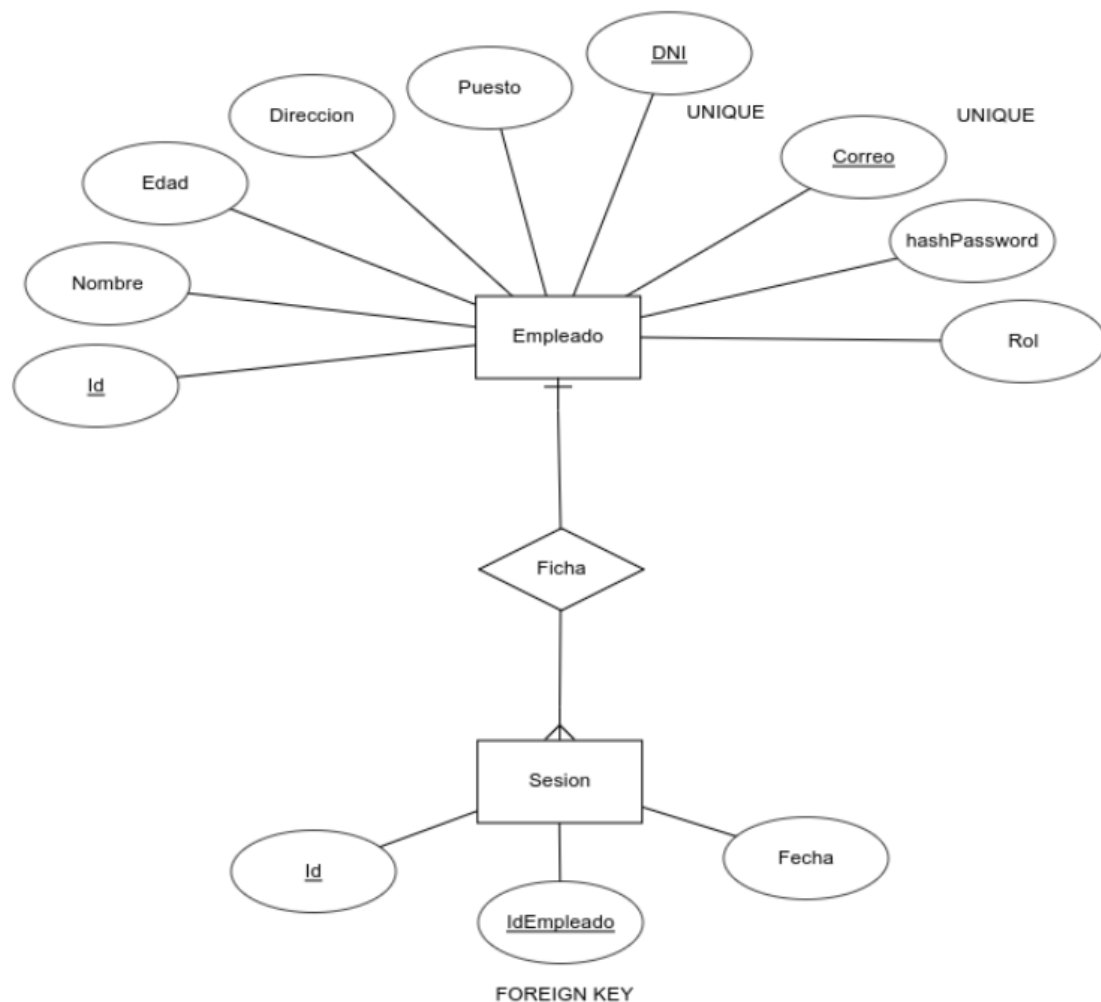 DNI
Puesto
UNIQUE
UNIQUE
Direccion
Correo
Edad
hashPassword
Nombre
Empleado
Rol
Id
Ficha
Sesion
Id
Fecha
IdEmpleado
FOREIGN KEY